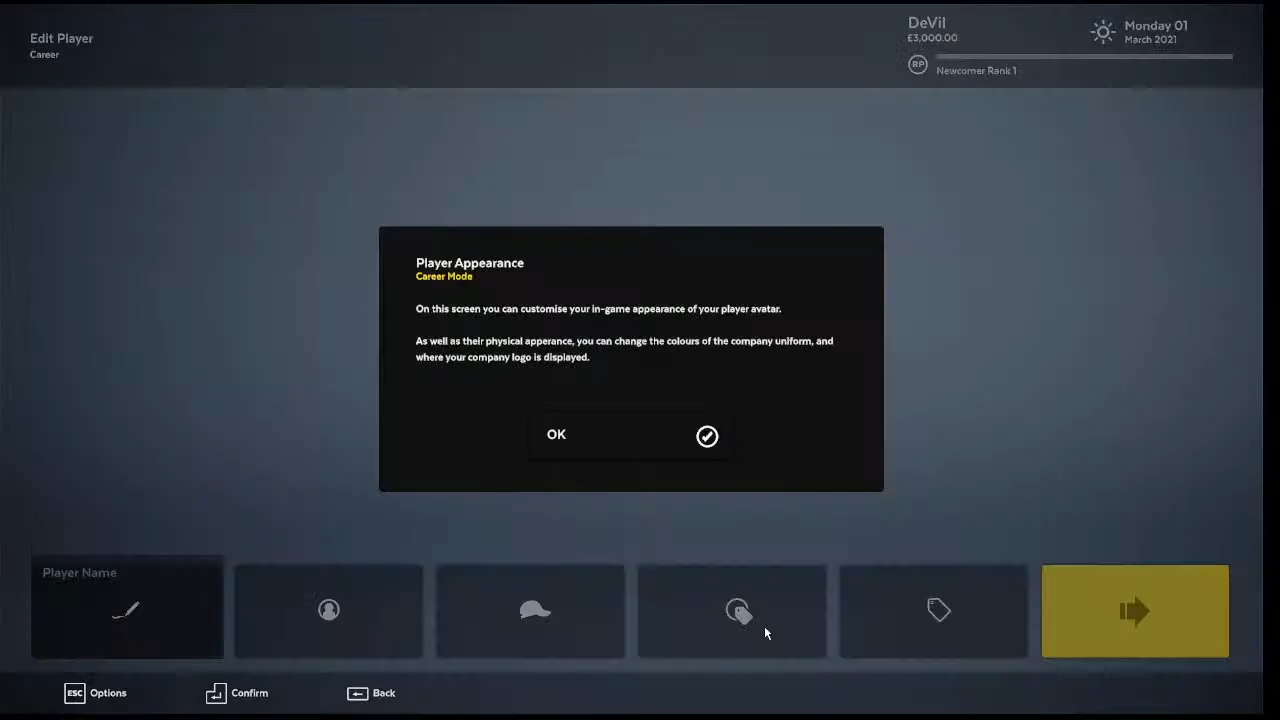 Edit Player
Career
DeVil
£3,000.00
Monday 01
March 2021
RP
Newcomer Rank 1
Player Appearance
Career Mode
On this screen you can customise your in-game appearance of your player avatar.
As well as their physical apperance, you can change the colours of the company uniform, and
where your company logo is displayed.
OK
Player Name
ESC Options
Confirm
Back